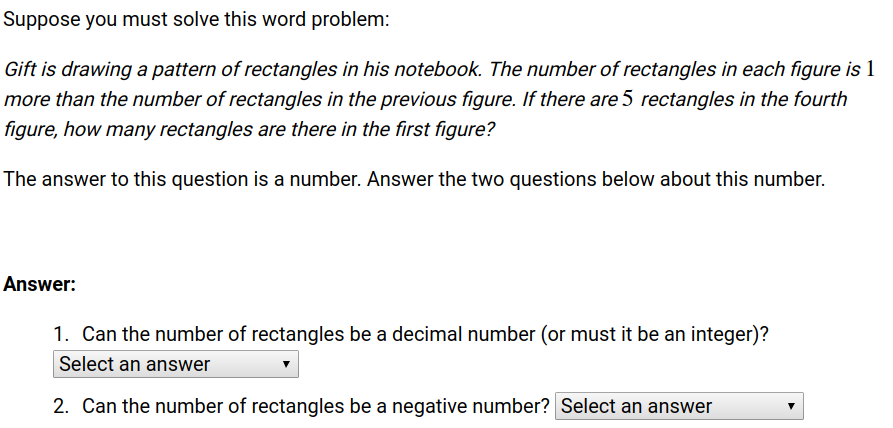 Suppose you must solve this word problem:
Gift is drawing a pattern of rectangles in his notebook. The number of rectangles in each figure is 1
more than the number of rectangles in the previous figure. If there are 5 rectangles in the fourth
figure, how many rectangles are there in the first figure?
The answer to this question is a number. Answer the two questions below about this number.
Answer:
1. Can the number of rectangles be a decimal number (or must it be an integer)?
Select an answer
2. Can the number of rectangles be a negative number? Select an answer